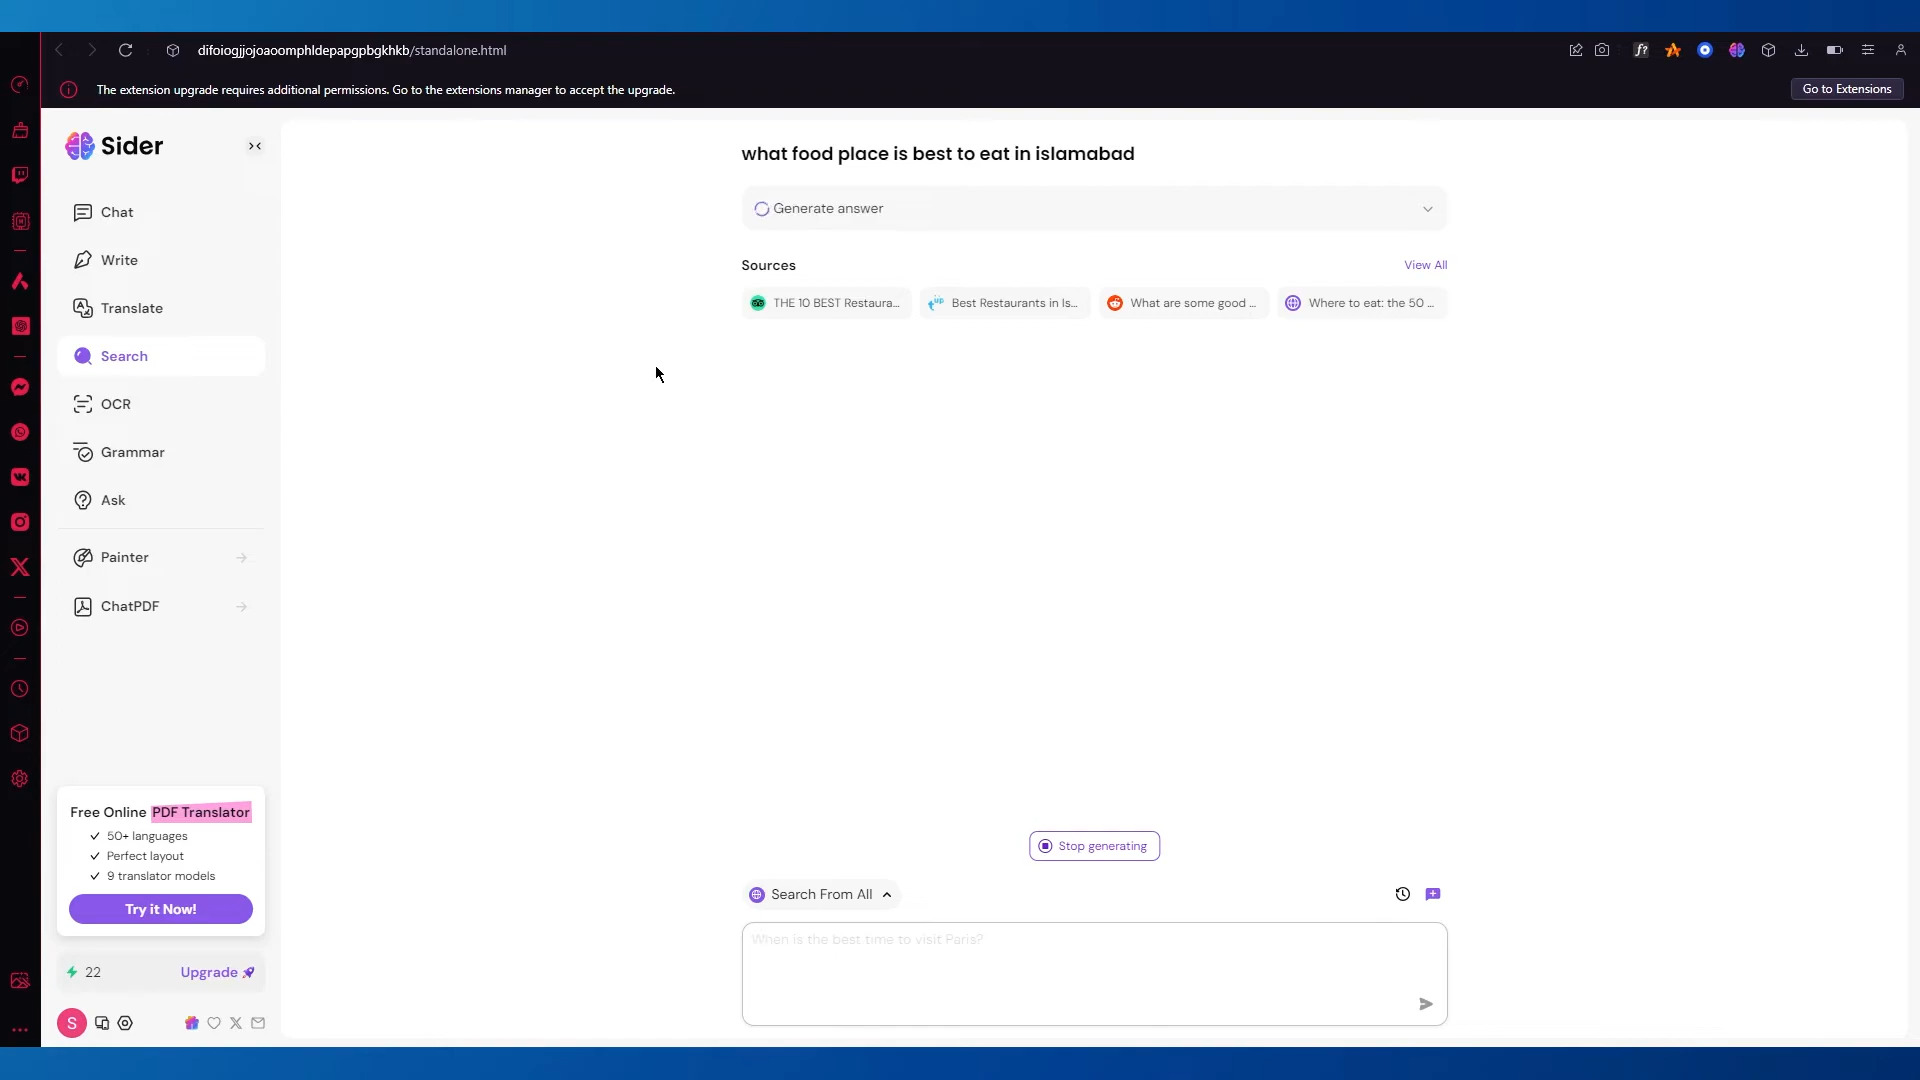 difoiogjjojoaoomphldepapgpbgkhkb/standalone.html
f?
The extension upgrade requires additional permissions. Go to the extensions manager to accept the upgrade.
Go to Extensions
Sider
Chat
Write
Translate
Search
OCR
Grammar
Ask
Painter
ChatPDF
Free Online PDF Translator
50+ languages
Perfect layout
9 translator models
Try it Now!
22
Upgrade
S
what food place is best to eat in islamabad
Generate answer
Sources
View All
THE 10 BEST Restaura...
Best Restaurants in Is...
What are some good ...
Where to eat: the 50 ...
Stop generating
Search From All
When is the best time to visit Paris?